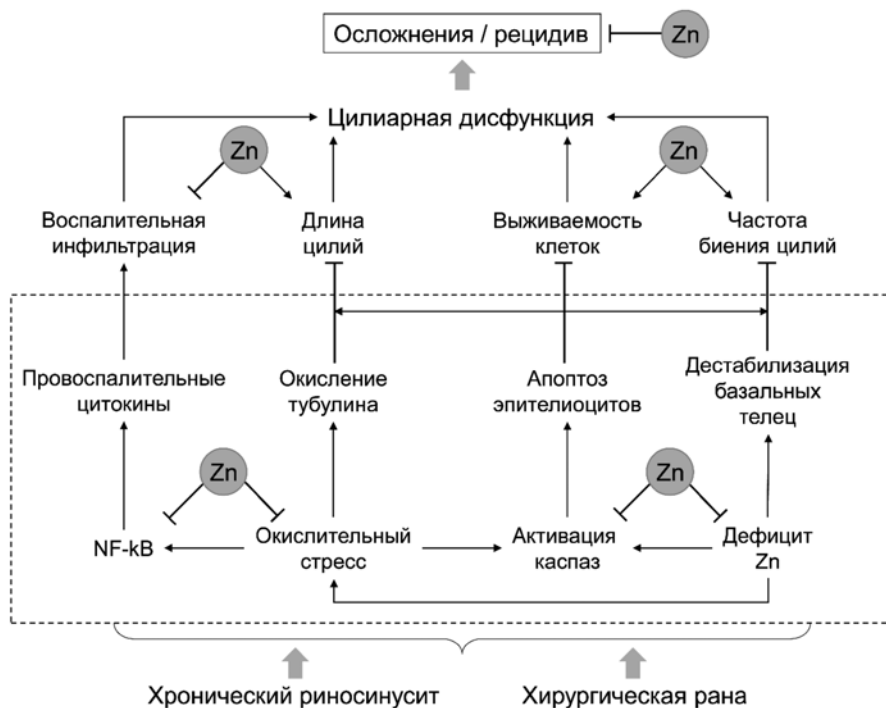 Осложнения / рецидив
Zn
Цилиарная дисфункция
Zn
Zn
Воспалительная
инфильтрация
Длина
цилий
Выживаемость
клеток
Частота
биения цилий
Провоспалительные
цитокины
Окисление
тубулина
Апоптоз
эпителиоцитов
Дестабилизация
базальных
телец
Zn
Zn
NF-kB
Окислительный
стресс
Активация
каспаз
Дефицит
Zn
Хронический риносинусит
Хирургическая рана